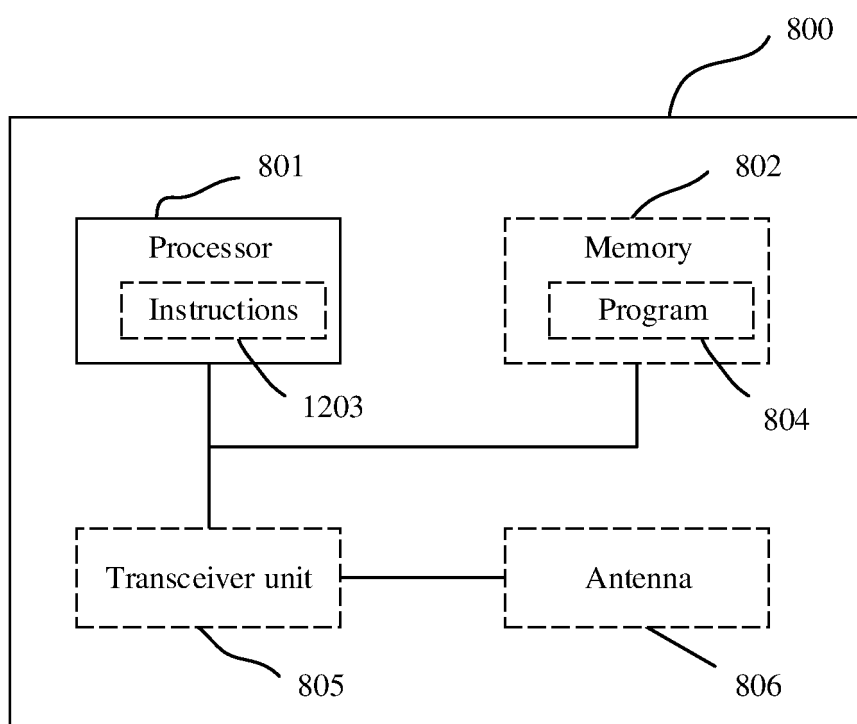 800
801
802
Processor
Memory
Instructions
Program
1203
804
Transceiver unit
Antenna
805
806